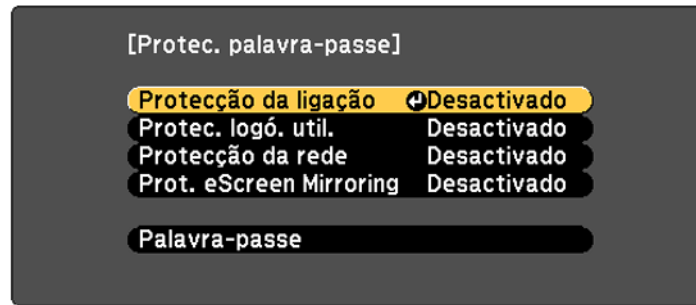 [Protec. palavra-passe]
Protecção da ligação Desactivado
Protec. logó. util. Desactivado
Protecção da rede Desactivado
Prot. eScreen Mirroring Desactivado
Palavra-passe